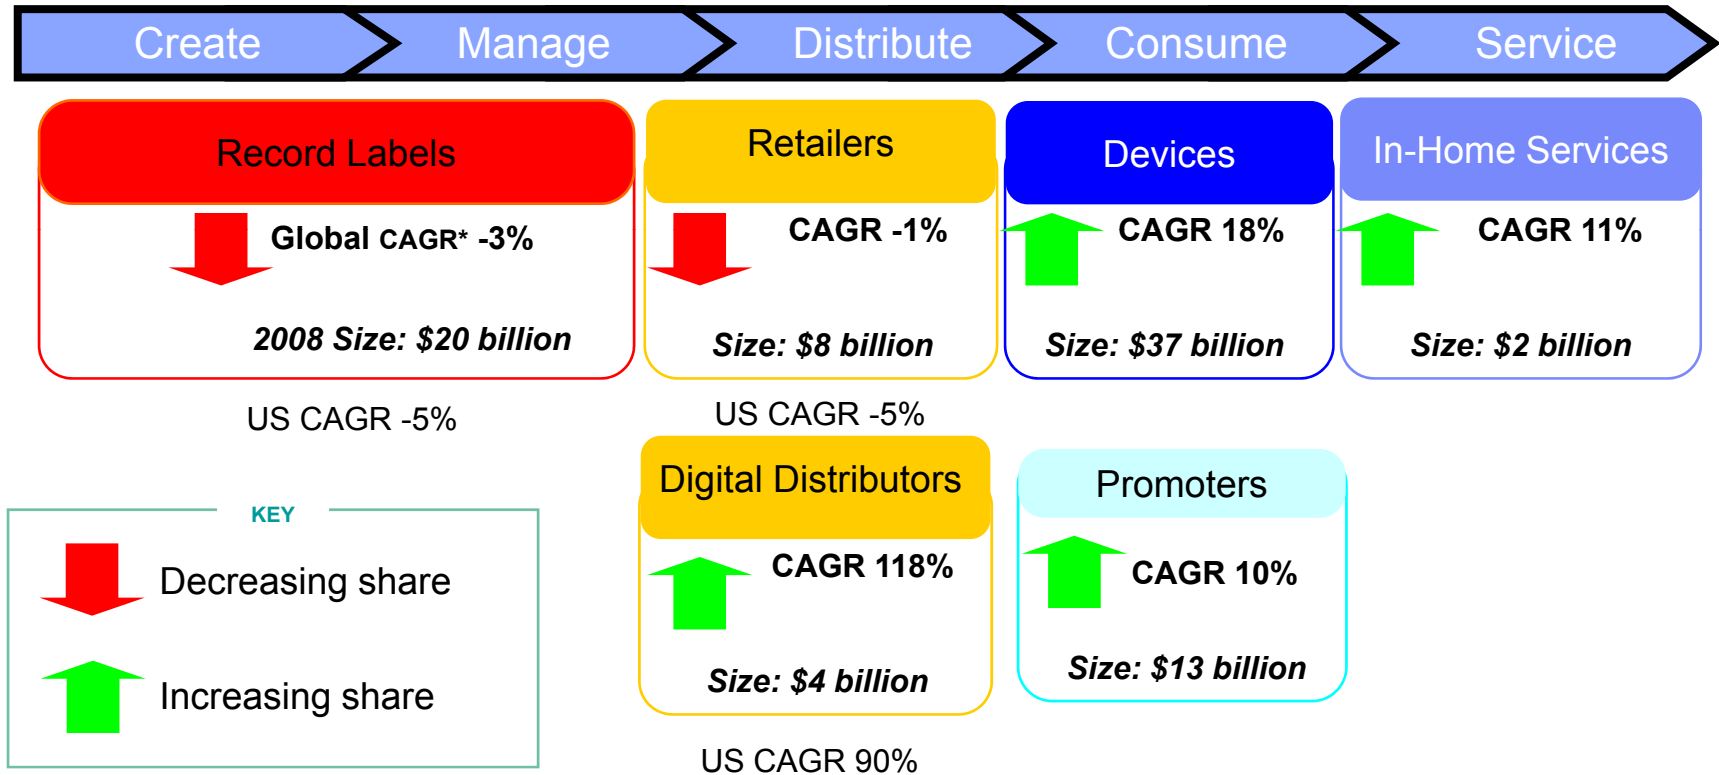 Create
Manage
Distribute
Consume
Service
Record Labels
Global CAGR* -3%
2008 Size: $20 billion
US CAGR -5%
Retailers
CAGR -1%
Size: $8 billion
US CAGR -5%
Devices
CAGR 18%
Size: $37 billion
In-Home Services
CAGR 11%
Size: $2 billion
Digital Distributors
CAGR 118%
Size: $4 billion
US CAGR 90%
Promoters
CAGR 10%
Size: $13 billion
KEY
Decreasing share
Increasing share